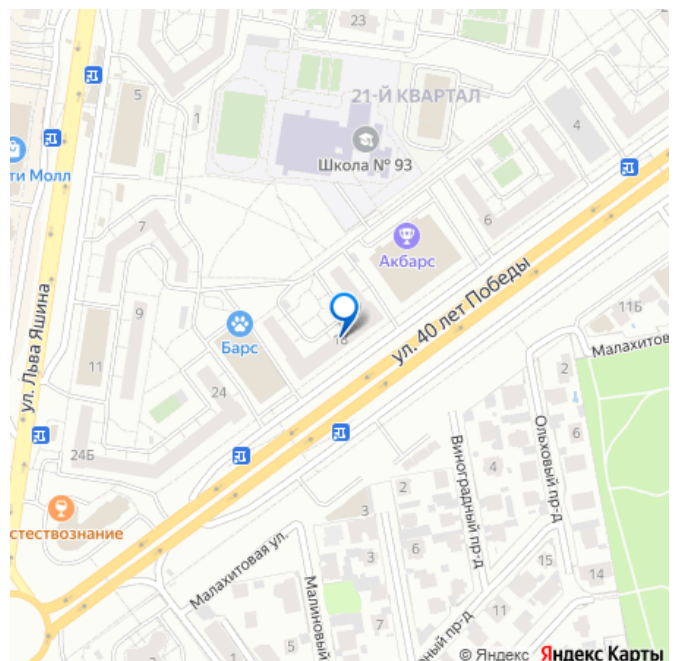 23
5
1
21-Й КВАРТАЛ
4
Школа № 93
ти Молл
7
6
Акбарс
ул. Льва Яшина
9
11Б
Барс
18
ул. 40 лет Победы
Малахитов
11
2
24
Ольховый пр-д
6
24Б
Виноградный пр-д
4
2
стествознание
3
3
6
15
14
Малахитовая ул.
Малиновый
11
ный пр-д
5
1
© Яндекс Яндекс Карты